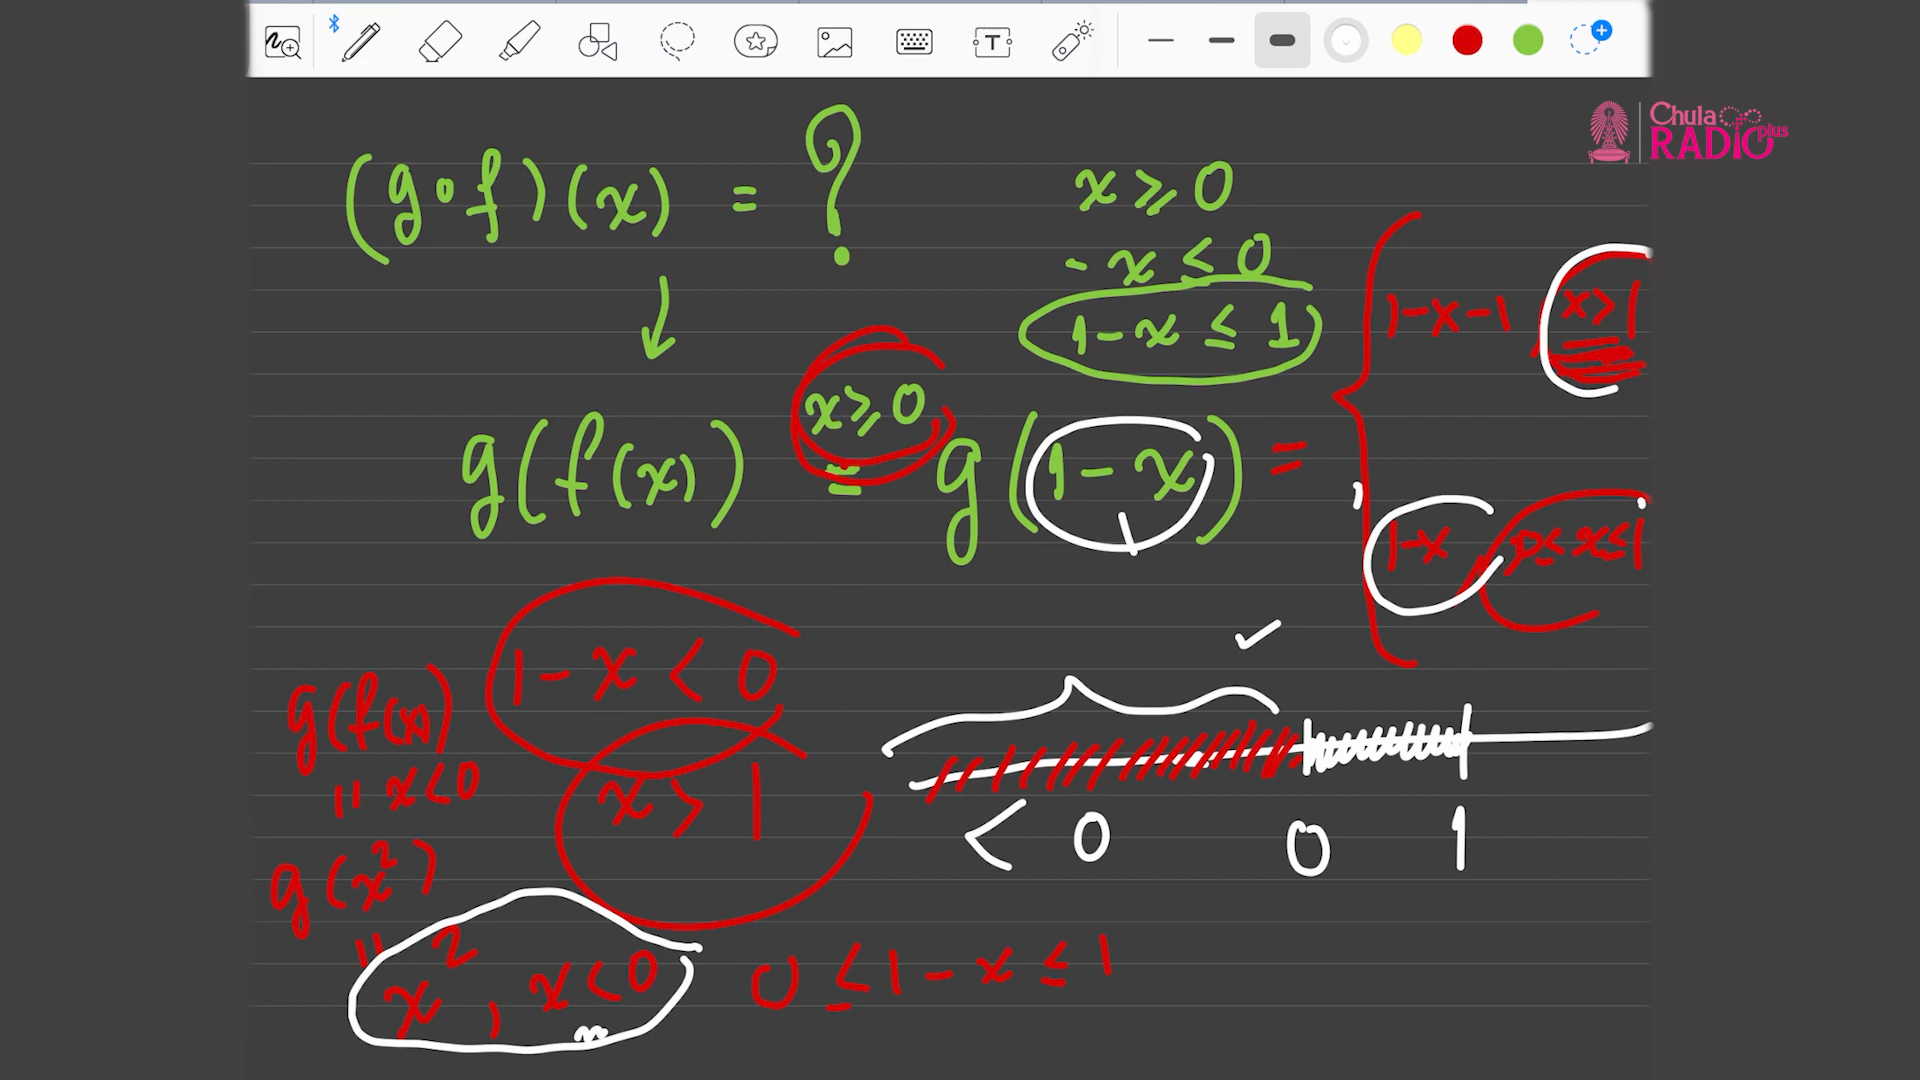 Chula
RADIO plus
(g∘f)(x) = ?
x ≥ 0
-x ≤ 0
1-x ≤ 1
x ≥ 0
g(f(x)) = g(1-x) =
1-x-1 x>1
1-x, 0≤x≤1
1-x < 0
x > 1
g(f(x))
" x<0
g(x²)
"
x², x<0
0 ≤ 1-x ≤ 1
< 0 0 1